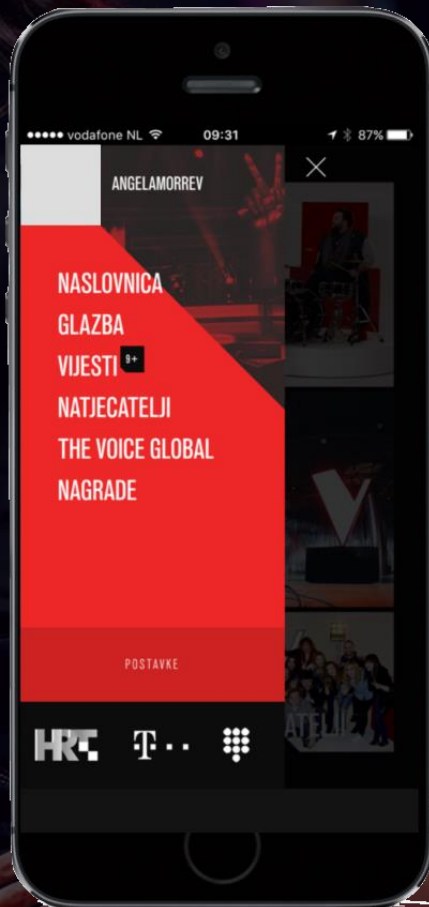 vodafone NL 09:31 87%
ANGELAMORREV
NASLOVNICA
GLAZBA
VIJESTI 9+
NATJECATELJI
THE VOICE GLOBAL
NAGRADE
POSTAVKE
HRT T